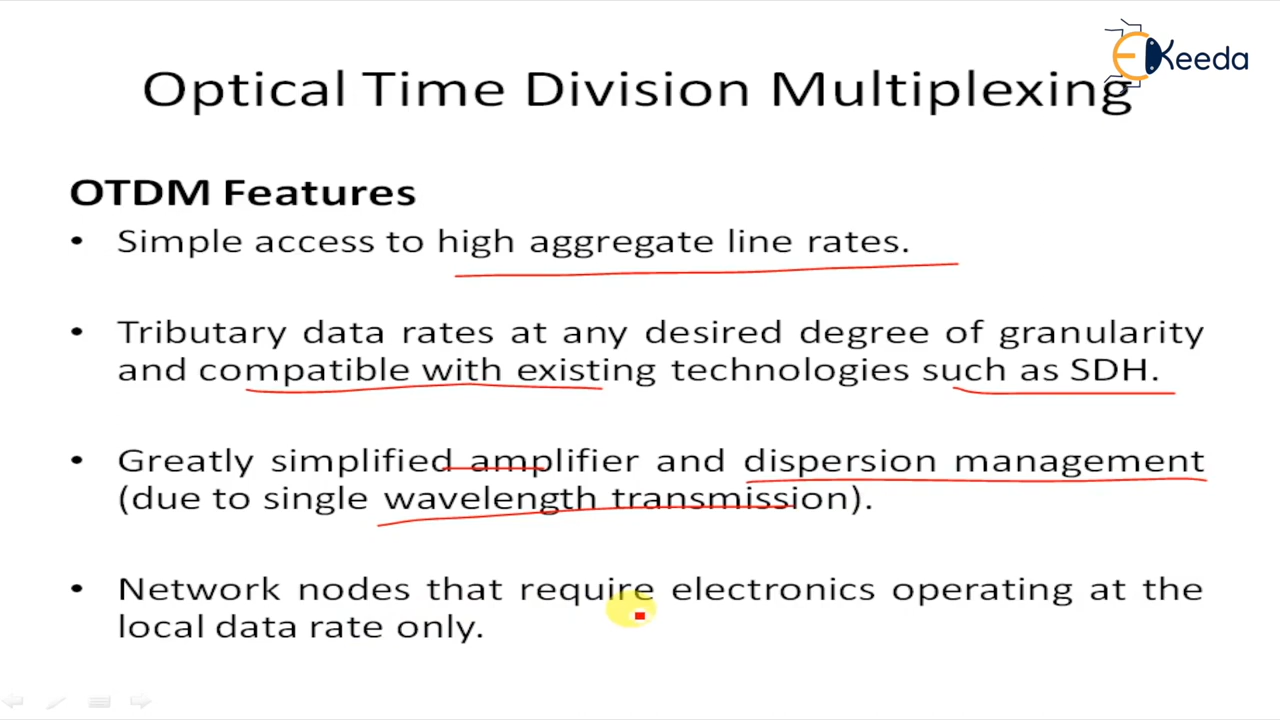 EKeeda
Optical Time Division Multiplexing
OTDM Features
• Simple access to high aggregate line rates.
• Tributary data rates at any desired degree of granularity
and compatible with existing technologies such as SDH.
• Greatly simplified amplifier and dispersion management
(due to single wavelength transmission).
• Network nodes that require electronics operating at the
local data rate only.